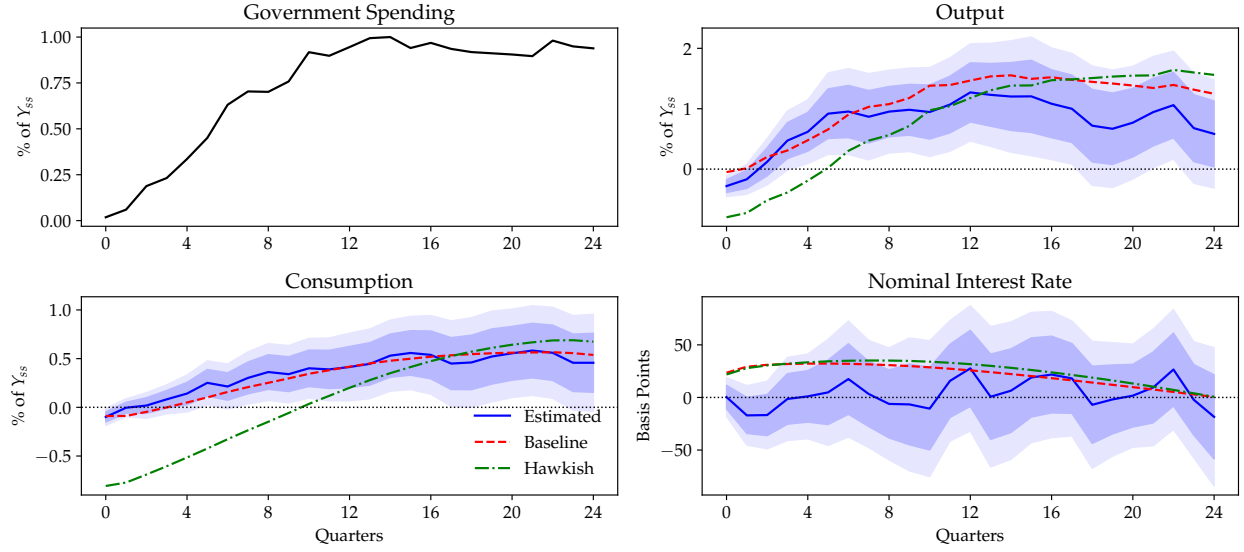 Government Spending
% of Y_ss
1.00
0.75
0.50
0.25
0.00
0 4 8 12 16 20 24
Output
% of Y_ss
2
1
0
0 4 8 12 16 20 24
Consumption
% of Y_ss
1.0
0.5
0.0
−0.5
Estimated
Baseline
Hawkish
0 4 8 12 16 20 24
Quarters
Nominal Interest Rate
Basis Points
50
0
−50
0 4 8 12 16 20 24
Quarters